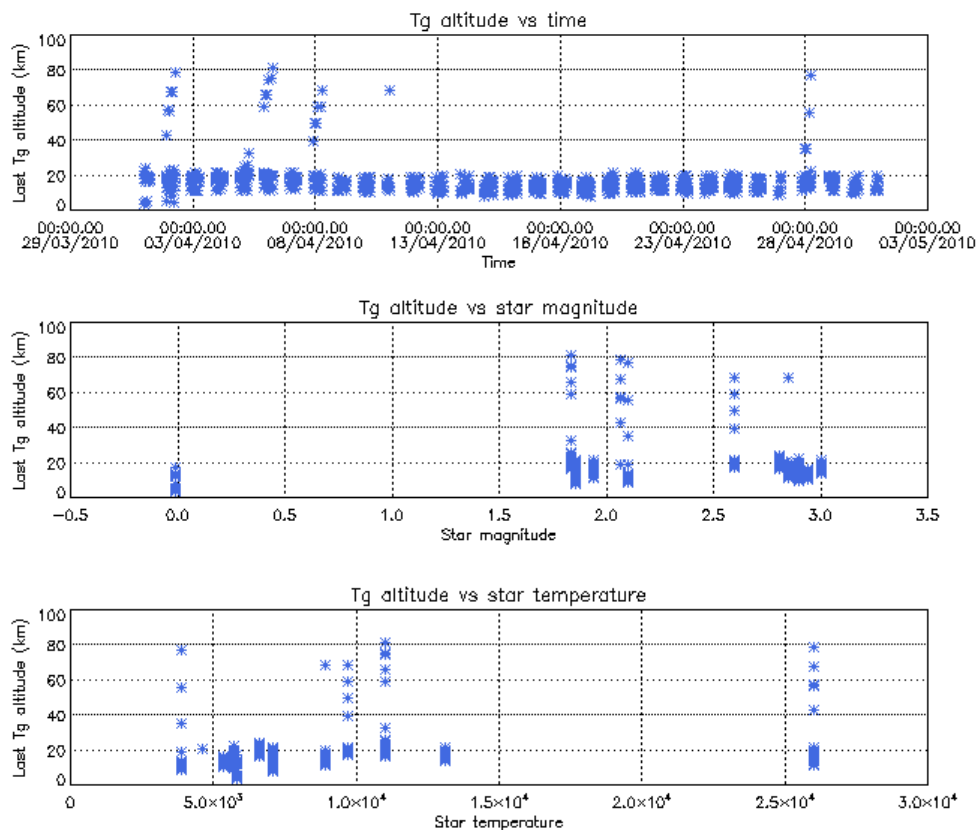 Tg altitude vs time
Last Tg altitude (km)
100
80
60
40
20
0
00:00.00 00:00.00 00:00.00 00:00.00 00:00.00 00:00.00 00:00.00 00:00.00
29/03/2010 03/04/2010 08/04/2010 13/04/2010 18/04/2010 23/04/2010 28/04/2010 03/05/2010
Time
Tg altitude vs star magnitude
Last Tg altitude (km)
100
80
60
40
20
0
-0.5 0.0 0.5 1.0 1.5 2.0 2.5 3.0 3.5
Star magnitude
Tg altitude vs star temperature
Last Tg altitude (km)
100
80
60
40
20
0
0 5.0×10³ 1.0×10⁴ 1.5×10⁴ 2.0×10⁴ 2.5×10⁴ 3.0×10⁴
Star temperature